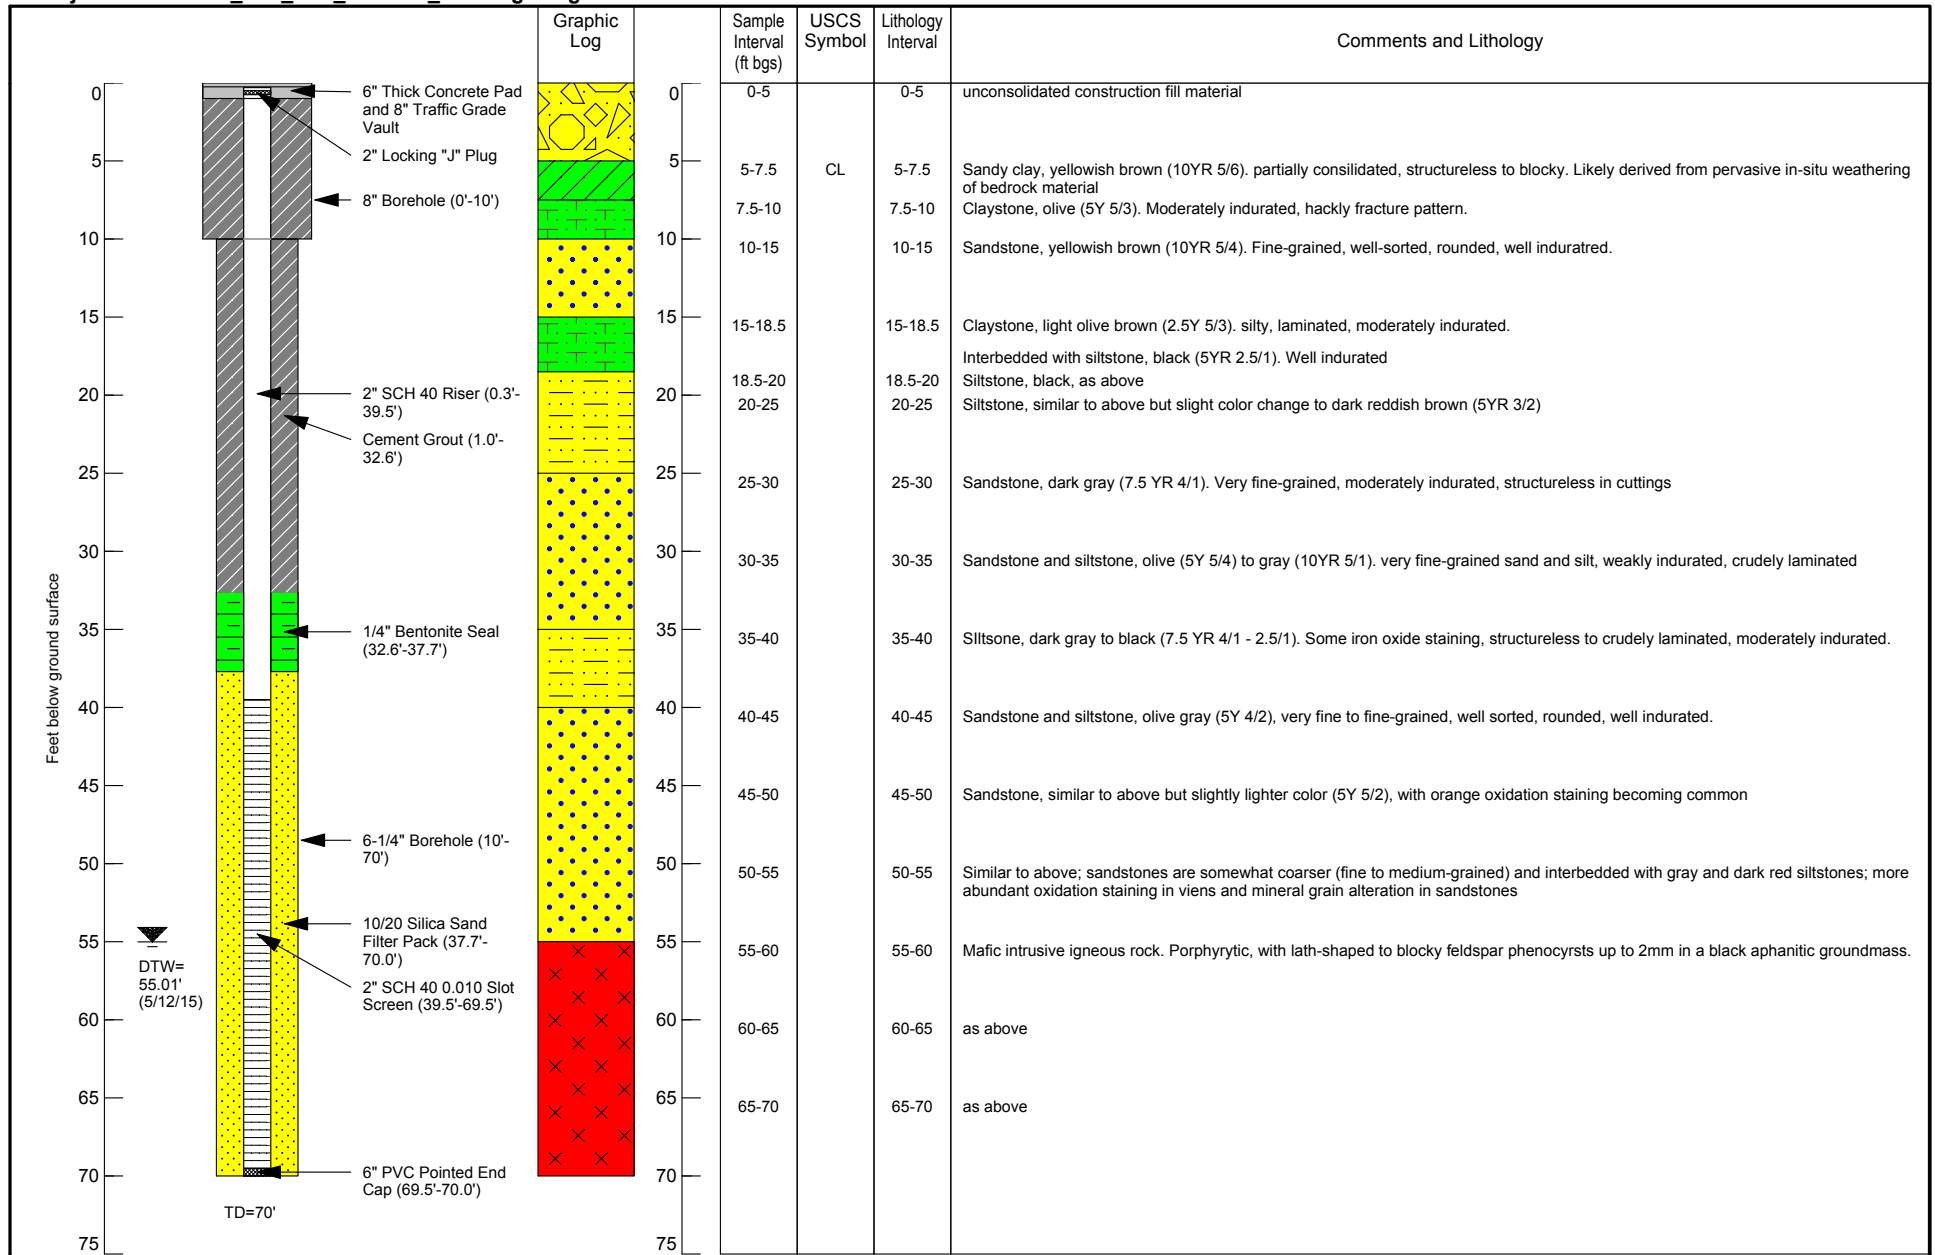 Graphic
Log
Sample
Interval
(ft bgs)
USCS
Symbol
Lithology
Interval
Comments and Lithology
Feet below ground surface
0
5
10
15
20
25
30
35
40
45
50
55
60
65
70
75
DTW=
55.01'
(5/12/15)
TD=70'
6" Thick Concrete Pad
and 8" Traffic Grade
Vault
2" Locking "J" Plug
8" Borehole (0'-10')
2" SCH 40 Riser (0.3'-
39.5')
Cement Grout (1.0'-
32.6')
1/4" Bentonite Seal
(32.6'-37.7')
6-1/4" Borehole (10'-
70')
10/20 Silica Sand
Filter Pack (37.7'-
70.0')
2" SCH 40 0.010 Slot
Screen (39.5'-69.5')
6" PVC Pointed End
Cap (69.5'-70.0')
0
5
10
15
20
25
30
35
40
45
50
55
60
65
70
75
0-5 0-5 unconsolidated construction fill material
5-7.5 CL 5-7.5 Sandy clay, yellowish brown (10YR 5/6). partially consilidated, structureless to blocky. Likely derived from pervasive in-situ weathering
of bedrock material
7.5-10 7.5-10 Claystone, olive (5Y 5/3). Moderately indurated, hackly fracture pattern.
10-15 10-15 Sandstone, yellowish brown (10YR 5/4). Fine-grained, well-sorted, rounded, well induratred.
15-18.5 15-18.5 Claystone, light olive brown (2.5Y 5/3). silty, laminated, moderately indurated.
Interbedded with siltstone, black (5YR 2.5/1). Well indurated
18.5-20 18.5-20 Siltstone, black, as above
20-25 20-25 Siltstone, similar to above but slight color change to dark reddish brown (5YR 3/2)
25-30 25-30 Sandstone, dark gray (7.5 YR 4/1). Very fine-grained, moderately indurated, structureless in cuttings
30-35 30-35 Sandstone and siltstone, olive (5Y 5/4) to gray (10YR 5/1). very fine-grained sand and silt, weakly indurated, crudely laminated
35-40 35-40 SIltsone, dark gray to black (7.5 YR 4/1 - 2.5/1). Some iron oxide staining, structureless to crudely laminated, moderately indurated.
40-45 40-45 Sandstone and siltstone, olive gray (5Y 4/2), very fine to fine-grained, well sorted, rounded, well indurated.
45-50 45-50 Sandstone, similar to above but slightly lighter color (5Y 5/2), with orange oxidation staining becoming common
50-55 50-55 Similar to above; sandstones are somewhat coarser (fine to medium-grained) and interbedded with gray and dark red siltstones; more
abundant oxidation staining in viens and mineral grain alteration in sandstones
55-60 55-60 Mafic intrusive igneous rock. Porphyrytic, with lath-shaped to blocky feldspar phenocyrsts up to 2mm in a black aphanitic groundmass.
60-65 60-65 as above
65-70 65-70 as above